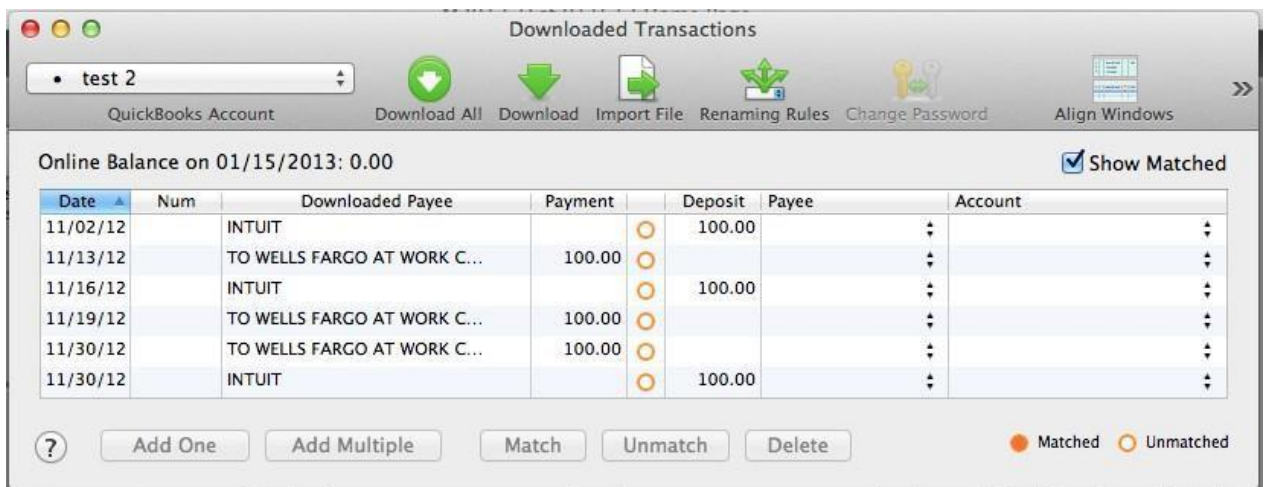 Downloaded Transactions
• test 2
QuickBooks Account Download All Download Import File Renaming Rules Change Password Align Windows »
Online Balance on 01/15/2013: 0.00 Show Matched
Date Num Downloaded Payee Payment Deposit Payee Account
11/02/12 INTUIT 100.00
11/13/12 TO WELLS FARGO AT WORK C... 100.00
11/16/12 INTUIT 100.00
11/19/12 TO WELLS FARGO AT WORK C... 100.00
11/30/12 TO WELLS FARGO AT WORK C... 100.00
11/30/12 INTUIT 100.00
? Add One Add Multiple Match Unmatch Delete Matched Unmatched